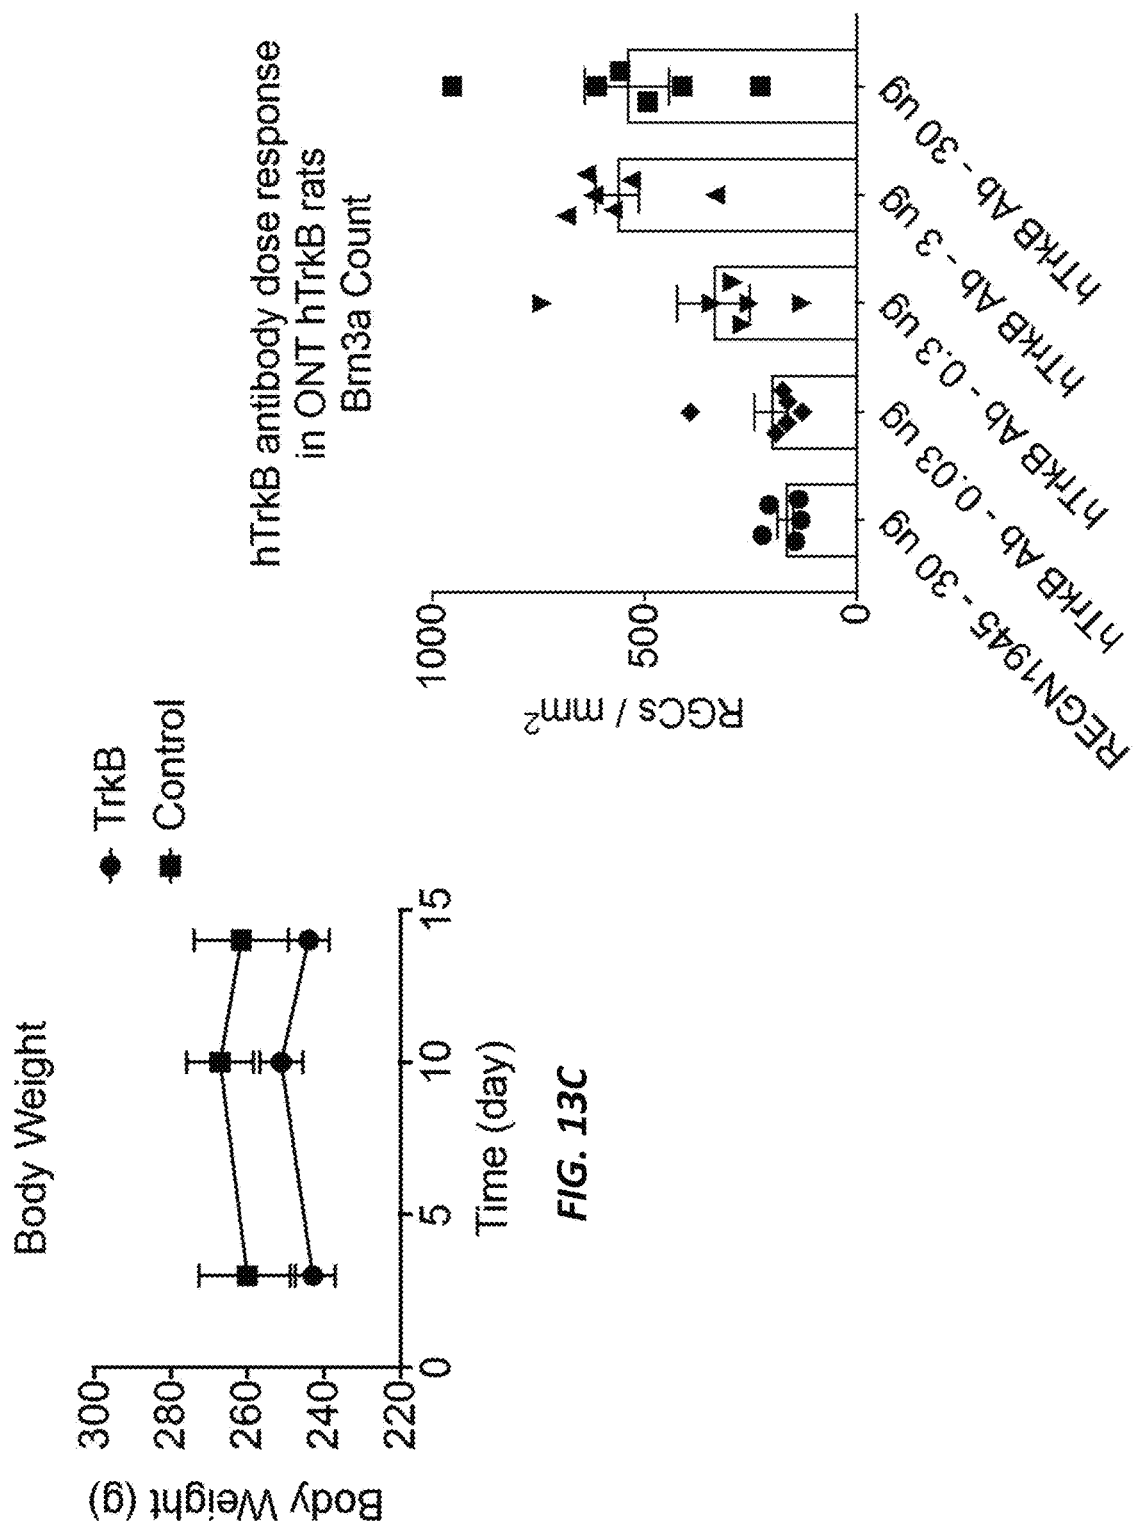 Body Weight
Body Weight (g)
300
280
260
240
220
0
5
10
15
Time (day)
TrkB
Control
FIG. 13C
hTrkB antibody dose response
in ONT hTrkB rats
Brn3a Count
RGCs / mm²
1000
500
0
REGN1945 - 30 ug
hTrkB Ab - 0.03 ug
hTrkB Ab - 0.3 ug
hTrkB Ab - 3 ug
hTrkB Ab - 30 ug